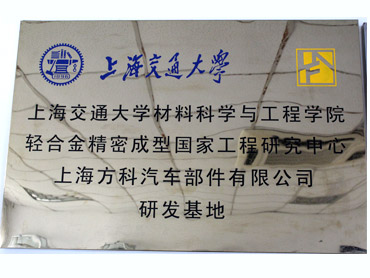 上海交通大學
上海交通大学材料科学与工程学院
轻合金精密成型国家工程研究中心
上海方科汽车部件有限公司
研发基地